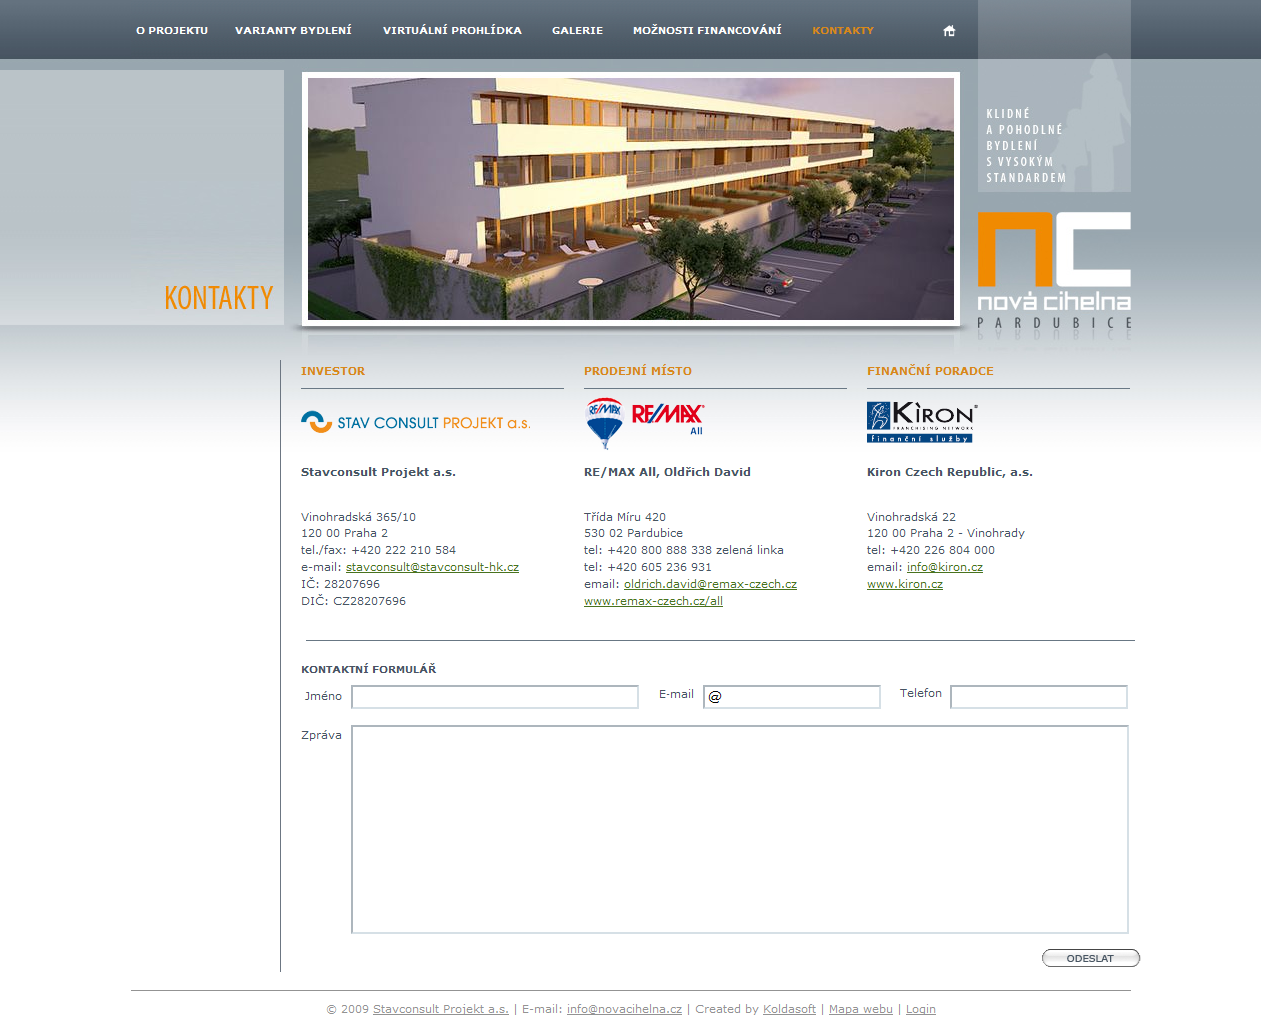 O PROJEKTU VARIANTY BYDLENÍ VIRTUÁLNÍ PROHLÍDKA GALERIE MOŽNOSTI FINANCOVÁNÍ KONTAKTY
KLIDNÉ
A POHODLNÉ
BYDLENÍ
S VYSOKÝM
STANDARDEM
KONTAKTY
nc
nová cihelna
PARDUBICE
INVESTOR
STAV CONSULT PROJEKT a.s.
Stavconsult Projekt a.s.
Vinohradská 365/10
120 00 Praha 2
tel./fax: +420 222 210 584
e-mail: stavconsult@stavconsult-hk.cz
IČ: 28207696
DIČ: CZ28207696
PRODEJNÍ MÍSTO
RE/MAX RE/MAX
All
RE/MAX All, Oldřich David
Třída Míru 420
530 02 Pardubice
tel: +420 800 888 338 zelená linka
tel: +420 605 236 931
email: oldrich.david@remax-czech.cz
www.remax-czech.cz/all
FINANČNÍ PORADCE
KÌRON
FRANCHISING NETWORK
finanční služby
Kiron Czech Republic, a.s.
Vinohradská 22
120 00 Praha 2 - Vinohrady
tel: +420 226 804 000
email: info@kiron.cz
www.kiron.cz
KONTAKTNÍ FORMULÁŘ
Jméno E-mail @ Telefon
Zpráva
ODESLAT
© 2009 Stavconsult Projekt a.s. | E-mail: info@novacihelna.cz | Created by Koldasoft | Mapa webu | Login